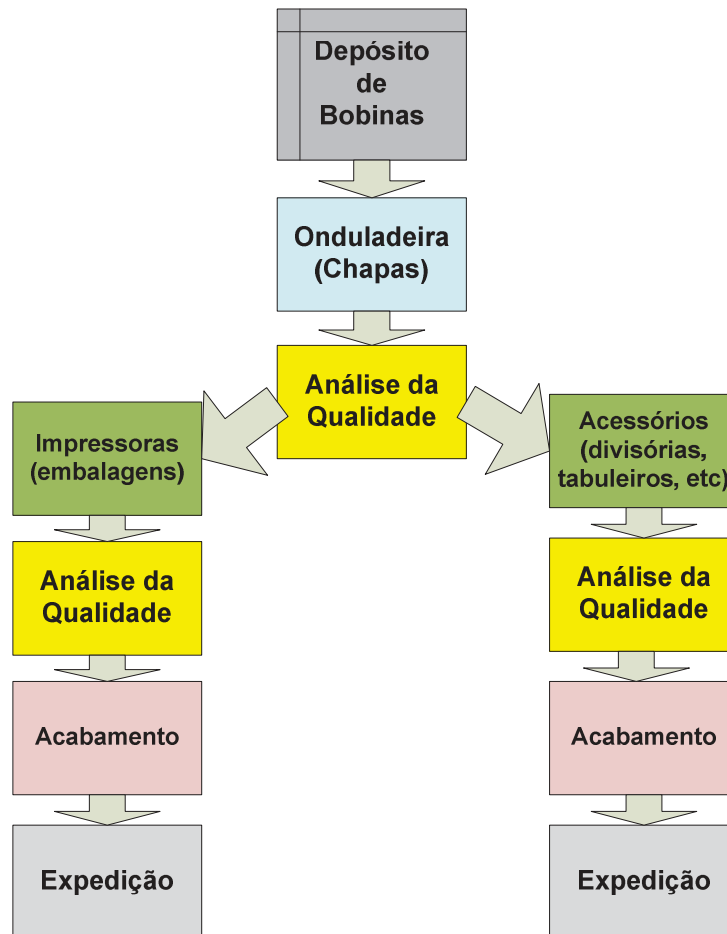 Depósito
de
Bobinas
Onduladeira
(Chapas)
Análise da
Qualidade
Impressoras
(embalagens)
Análise da
Qualidade
Acabamento
Expedição
Acessórios
(divisórias,
tabuleiros, etc)
Análise da
Qualidade
Acabamento
Expedição